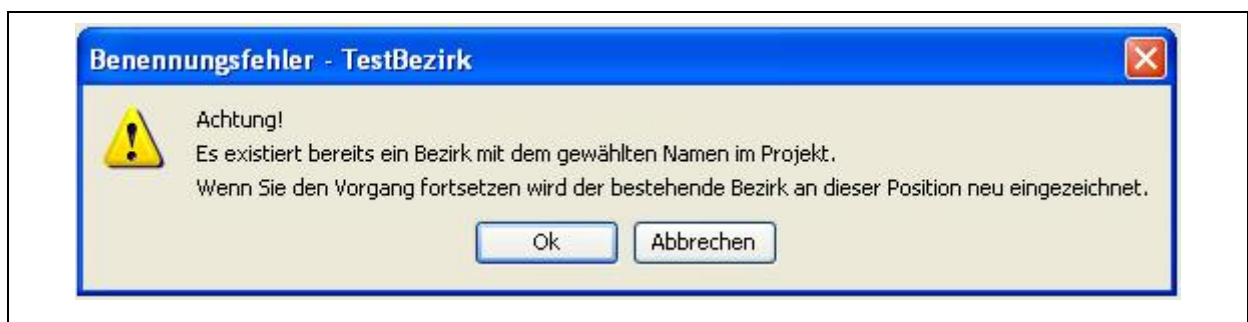 Benennungsfehler - TestBezirk
Achtung!
Es existiert bereits ein Bezirk mit dem gewählten Namen im Projekt.
Wenn Sie den Vorgang fortsetzen wird der bestehende Bezirk an dieser Position neu eingezeichnet.
Ok Abbrechen